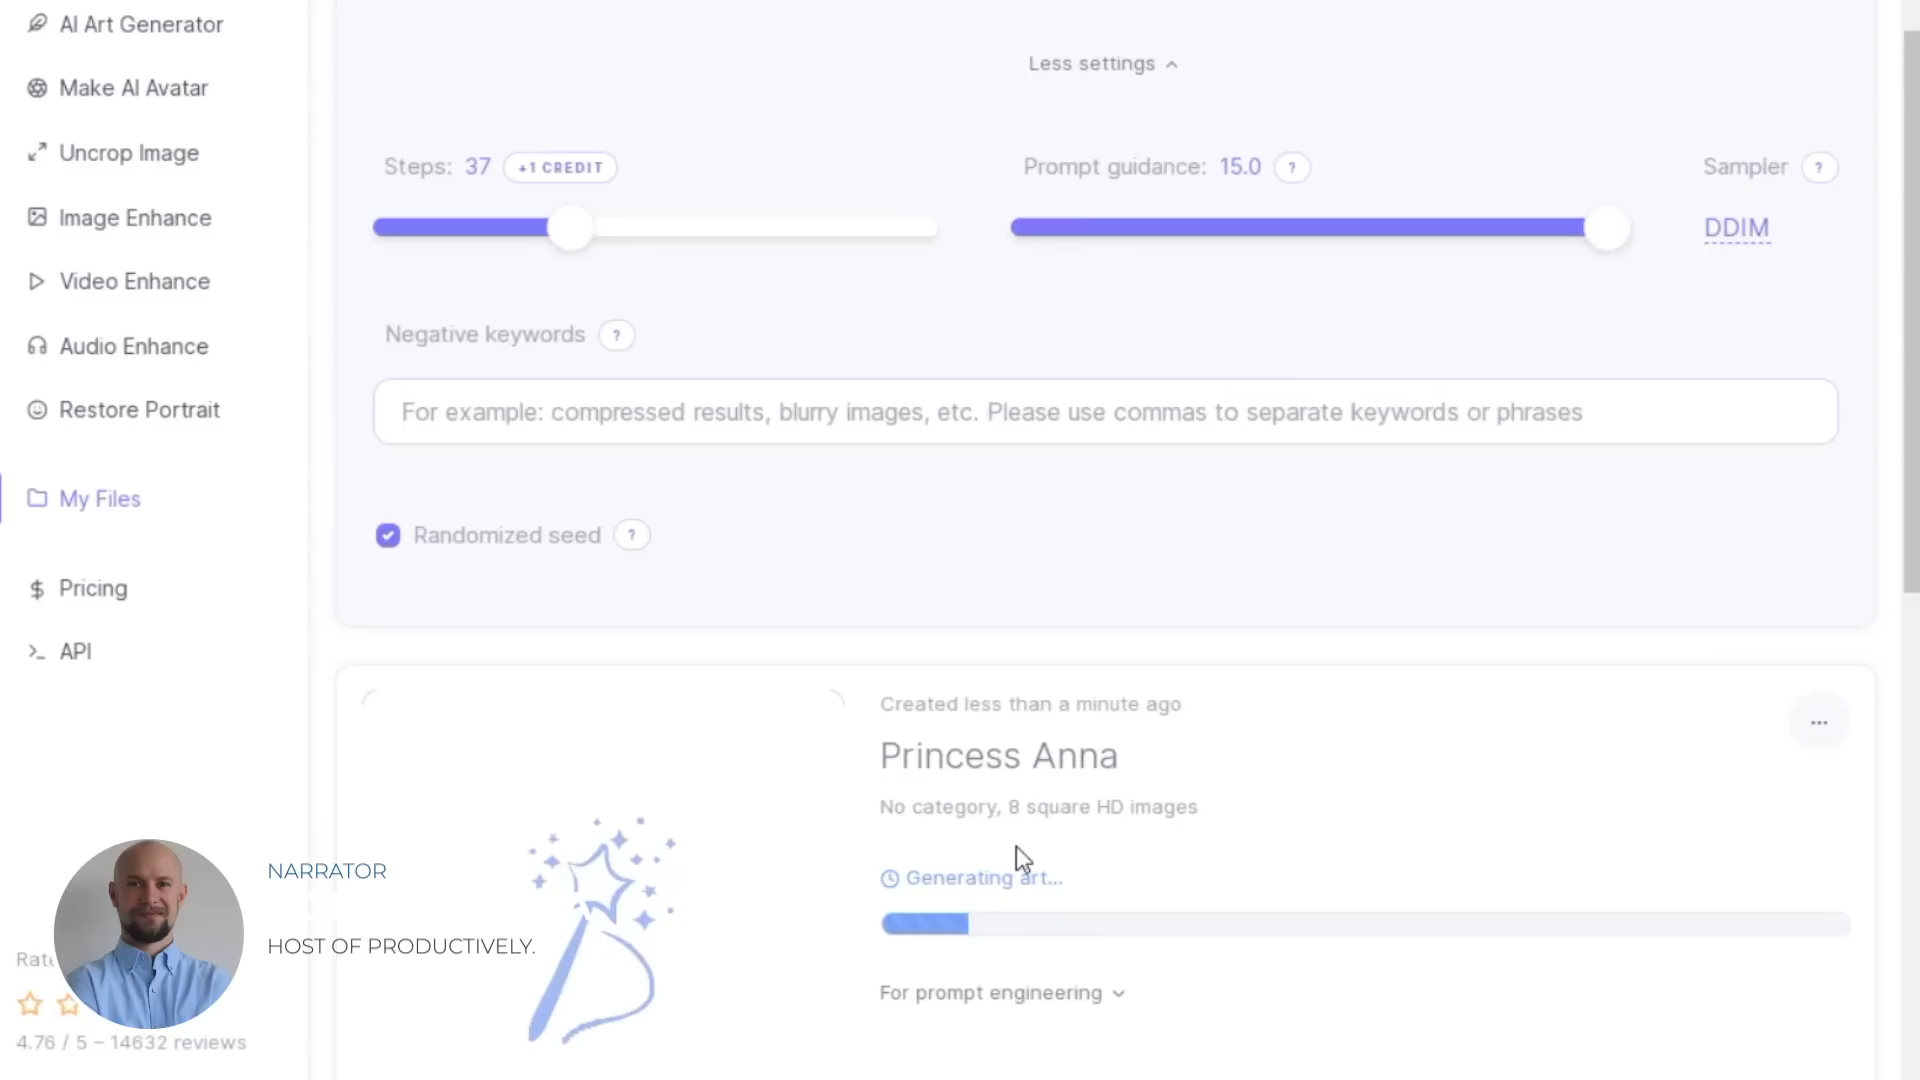 AI Art Generator
Make AI Avatar
Uncrop Image
Image Enhance
Video Enhance
Audio Enhance
Restore Portrait
My Files
Pricing
API
4.76 / 5 – 14632 reviews
Less settings
Steps: 37 +1 CREDIT
Prompt guidance: 15.0 ?
Sampler ?
DDIM
Negative keywords ?
For example: compressed results, blurry images, etc. Please use commas to separate keywords or phrases
Randomized seed ?
Created less than a minute ago
...
Princess Anna
No category, 8 square HD images
Generating art...
For prompt engineering
NARRATOR
HOST OF PRODUCTIVELY.